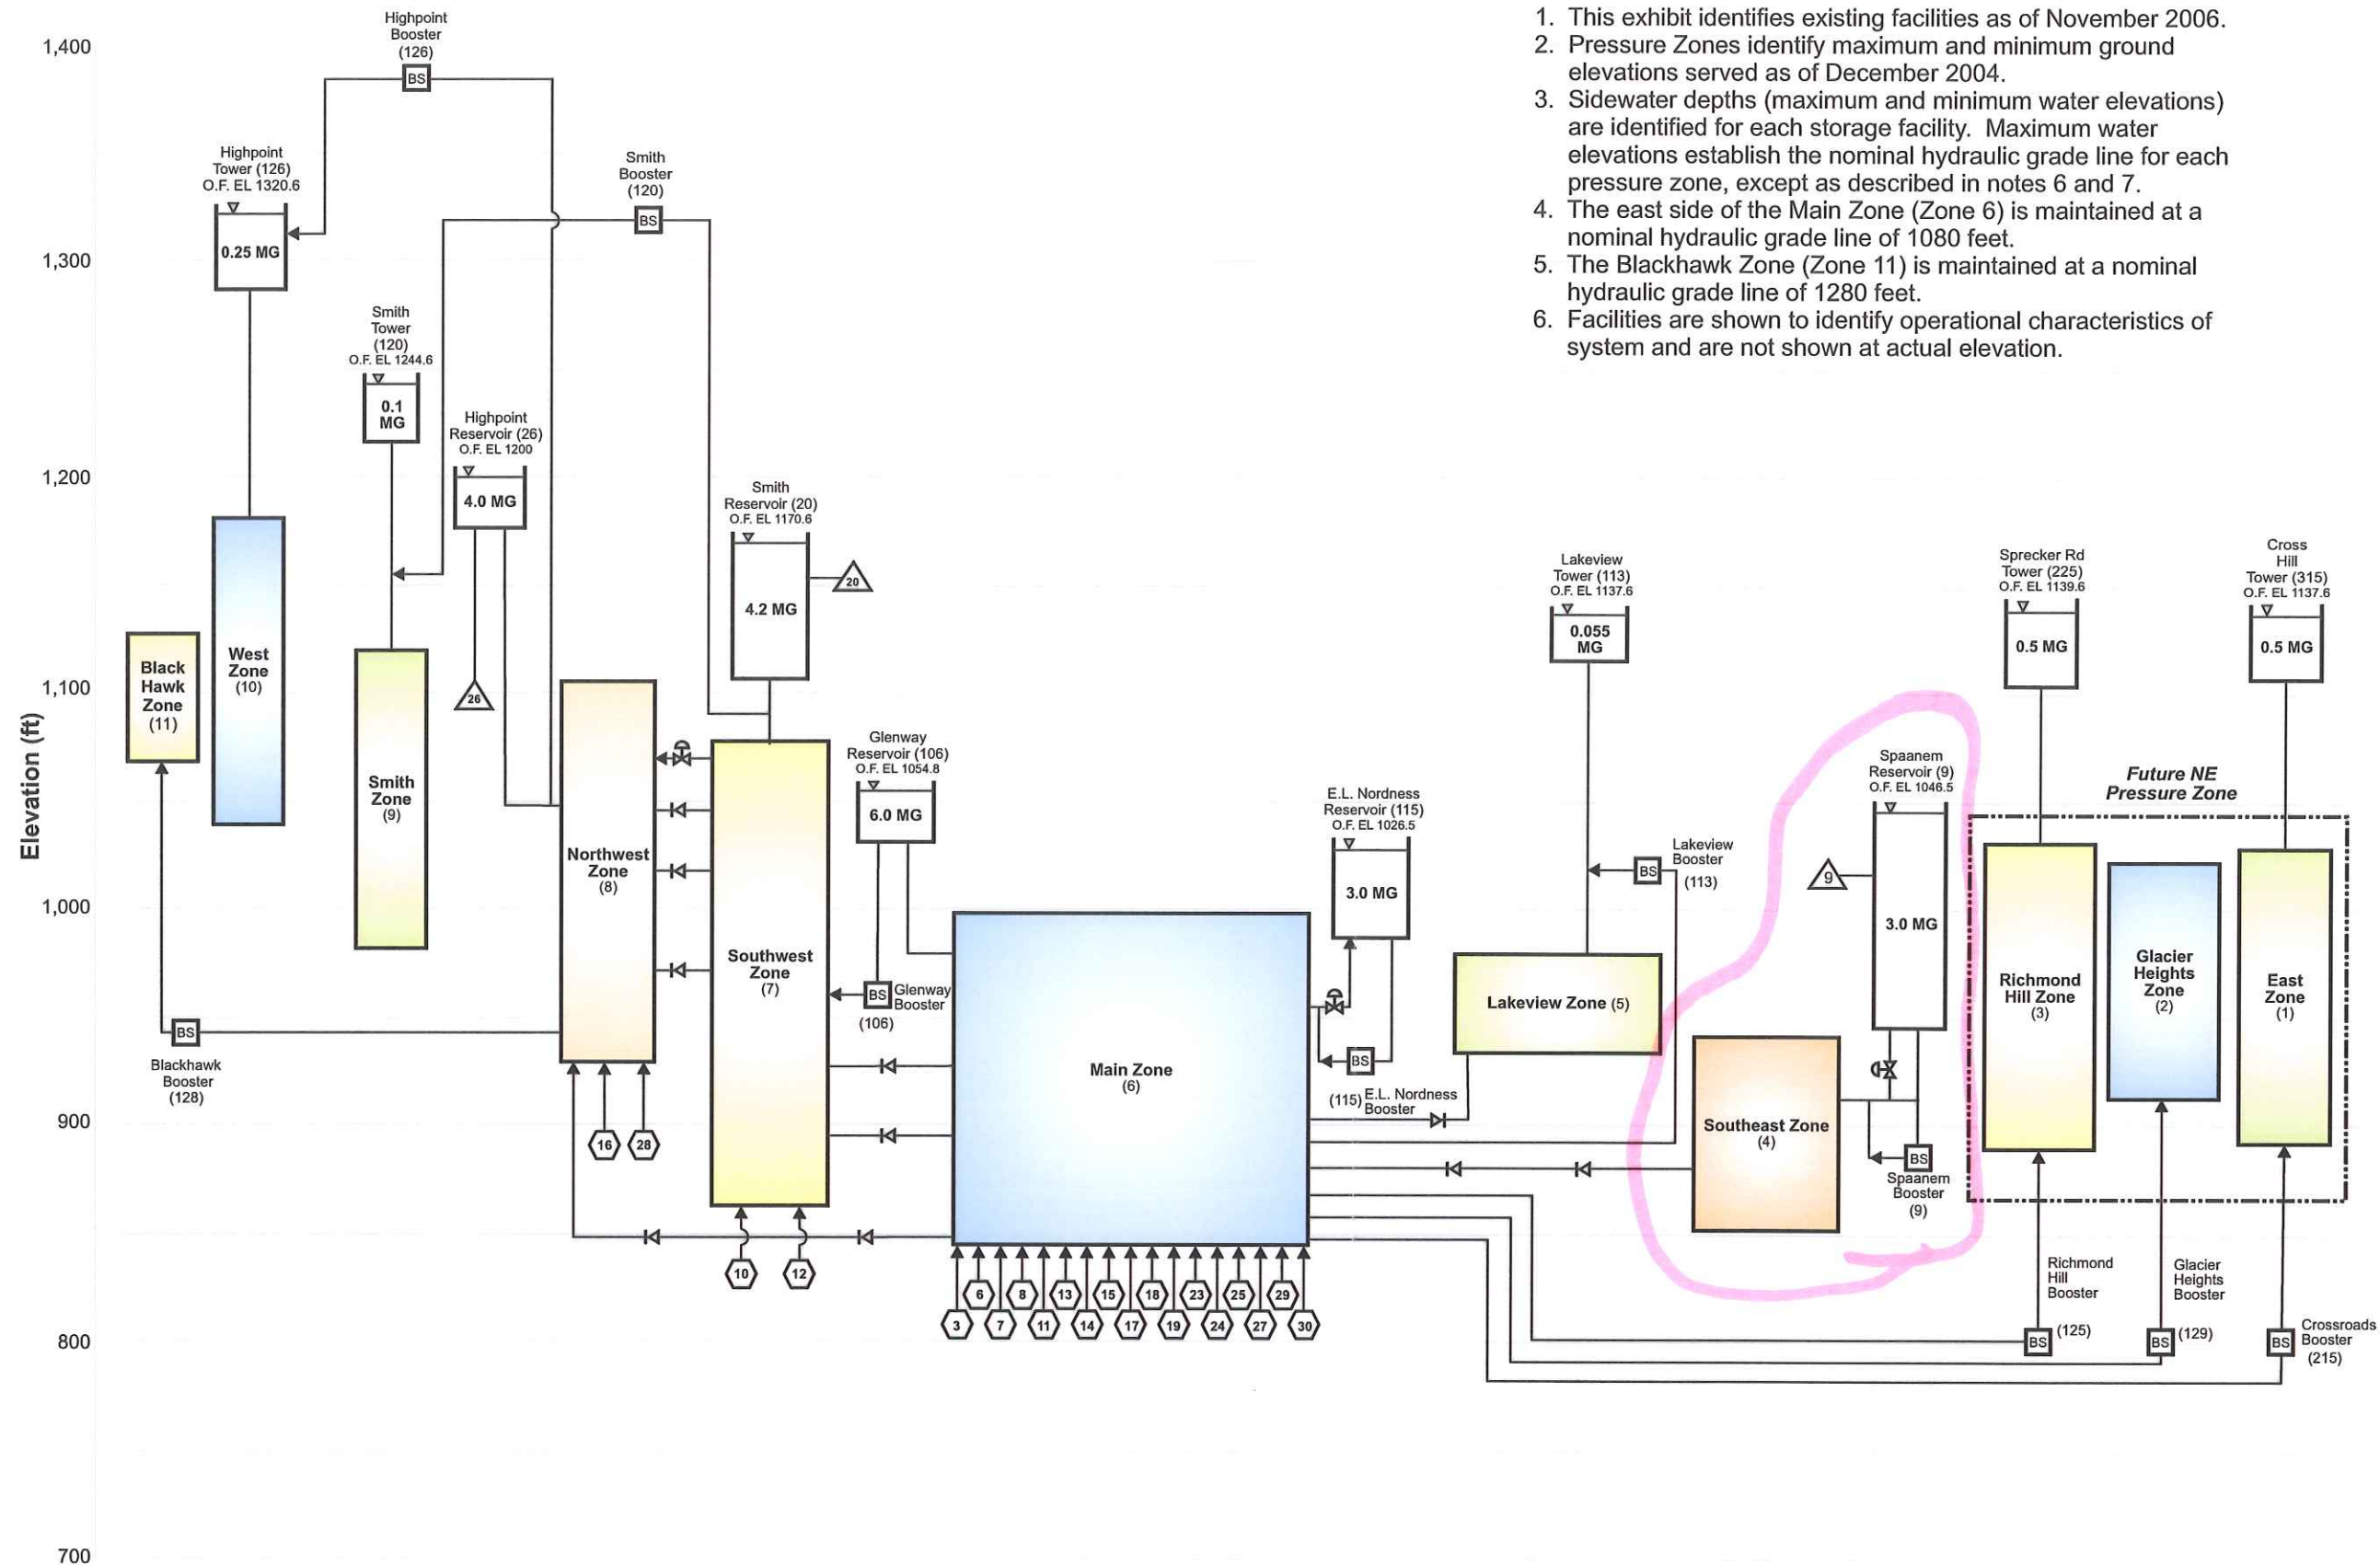 1. This exhibit identifies existing facilities as of November 2006.
2. Pressure Zones identify maximum and minimum ground
elevations served as of December 2004.
3. Sidewater depths (maximum and minimum water elevations)
are identified for each storage facility. Maximum water
elevations establish the nominal hydraulic grade line for each
pressure zone, except as described in notes 6 and 7.
4. The east side of the Main Zone (Zone 6) is maintained at a
nominal hydraulic grade line of 1080 feet.
5. The Blackhawk Zone (Zone 11) is maintained at a nominal
hydraulic grade line of 1280 feet.
6. Facilities are shown to identify operational characteristics of
system and are not shown at actual elevation.
Elevation (ft)
1,400
1,300
1,200
1,100
1,000
900
800
700
Highpoint
Booster
(126)
BS
Highpoint
Tower (126)
O.F. EL 1320.6
0.25 MG
Smith
Booster
(120)
BS
Smith
Tower
(120)
O.F. EL 1244.6
0.1
MG
Highpoint
Reservoir (26)
O.F. EL 1200
4.0 MG
26
Smith
Reservoir (20)
O.F. EL 1170.6
4.2 MG
20
Black
Hawk
Zone
(11)
West
Zone
(10)
Smith
Zone
(9)
Northwest
Zone
(8)
Southwest
Zone
(7)
Glenway
Reservoir (106)
O.F. EL 1054.8
6.0 MG
BS
Glenway
Booster
(106)
BS
Blackhawk
Booster
(128)
16
28
10
12
Main Zone
(6)
6
8
13
15
18
23
25
29
3
7
11
14
17
19
24
27
30
E.L. Nordness
Reservoir (115)
O.F. EL 1026.5
3.0 MG
BS
(115) E.L. Nordness
Booster
Lakeview
Tower (113)
O.F. EL 1137.6
0.055
MG
BS
Lakeview
Booster
(113)
Lakeview Zone (5)
Southeast Zone
(4)
Spaanem
Reservoir (9)
O.F. EL 1046.5
9
3.0 MG
BS
Spaanem
Booster
(9)
Sprecker Rd
Tower (225)
O.F. EL 1139.6
0.5 MG
Cross
Hill
Tower (315)
O.F. EL 1137.6
0.5 MG
Future NE
Pressure Zone
Richmond
Hill Zone
(3)
Glacier
Heights
Zone
(2)
East
Zone
(1)
Richmond
Hill
Booster
BS
(125)
Glacier
Heights
Booster
BS
(129)
BS
Crossroads
Booster
(215)